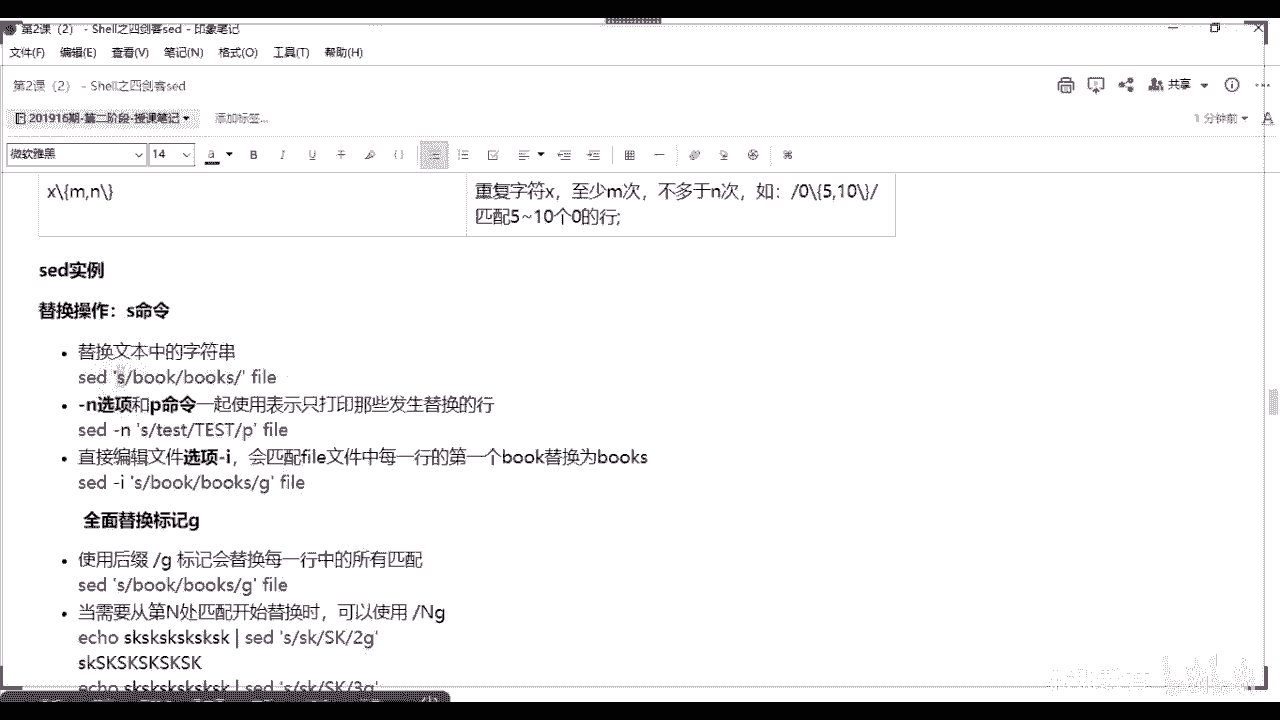 第2课（2） - Shell之四剑客sed - 印象笔记
文件(F) 编辑(E) 查看(V) 笔记(N) 格式(O) 工具(T) 帮助(H)
第2课（2） - Shell之四剑客sed
共享
201916期-第二阶段-授课笔记
添加标签...
1 分钟前
微软雅黑 14
x\{m,n\}
重复字符x，至少m次，不多于n次，如：/0\{5,10\}/
匹配5~10个0的行;
sed实例
替换操作：s命令
替换文本中的字符串
sed 's/book/books/' file
-n选项和p命令一起使用表示只打印那些发生替换的行
sed -n 's/test/TEST/p' file
直接编辑文件选项-i，会匹配file文件中每一行的第一个book替换为books
sed -i 's/book/books/g' file
全面替换标记g
使用后缀 /g 标记会替换每一行中的所有匹配
sed 's/book/books/g' file
当需要从第N处匹配开始替换时，可以使用 /Ng
echo sksksksksksk | sed 's/sk/SK/2g'
skSKSKSKSKSK
echo sksksksksksk | sed 's/sk/SK/3g'